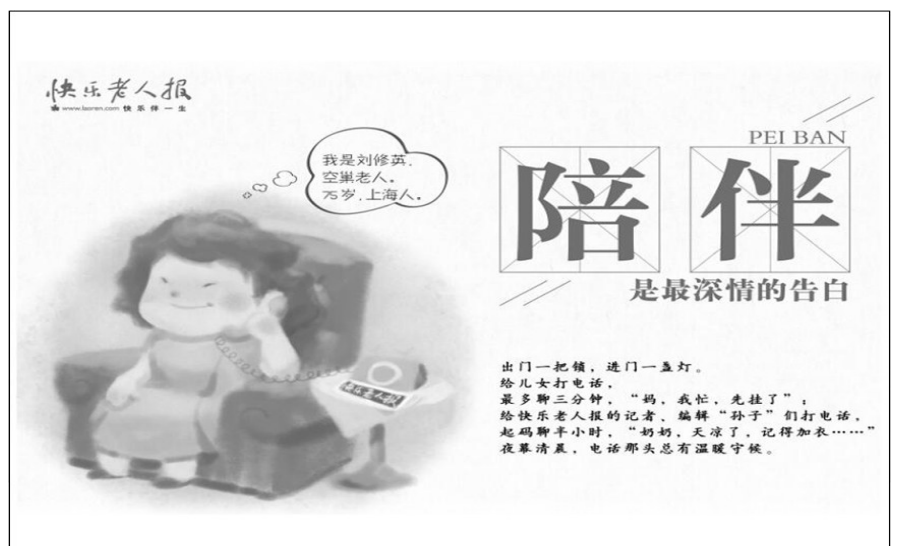 快乐老人报
www.laoren.com 快乐伴一生
我是刘修英,
空巢老人。
75岁,上海人。
PEI BAN
陪伴
是最深情的告白
出门一把锁,进门一盏灯。
给儿女打电话,
最多聊三分钟,“妈,我忙,先挂了”;
给快乐老人报的记者、编辑“孙子”们打电话,
起码聊半小时,“奶奶,天凉了,记得加衣……”
夜幕清晨,电话那头总有温暖守候。
快乐老人报